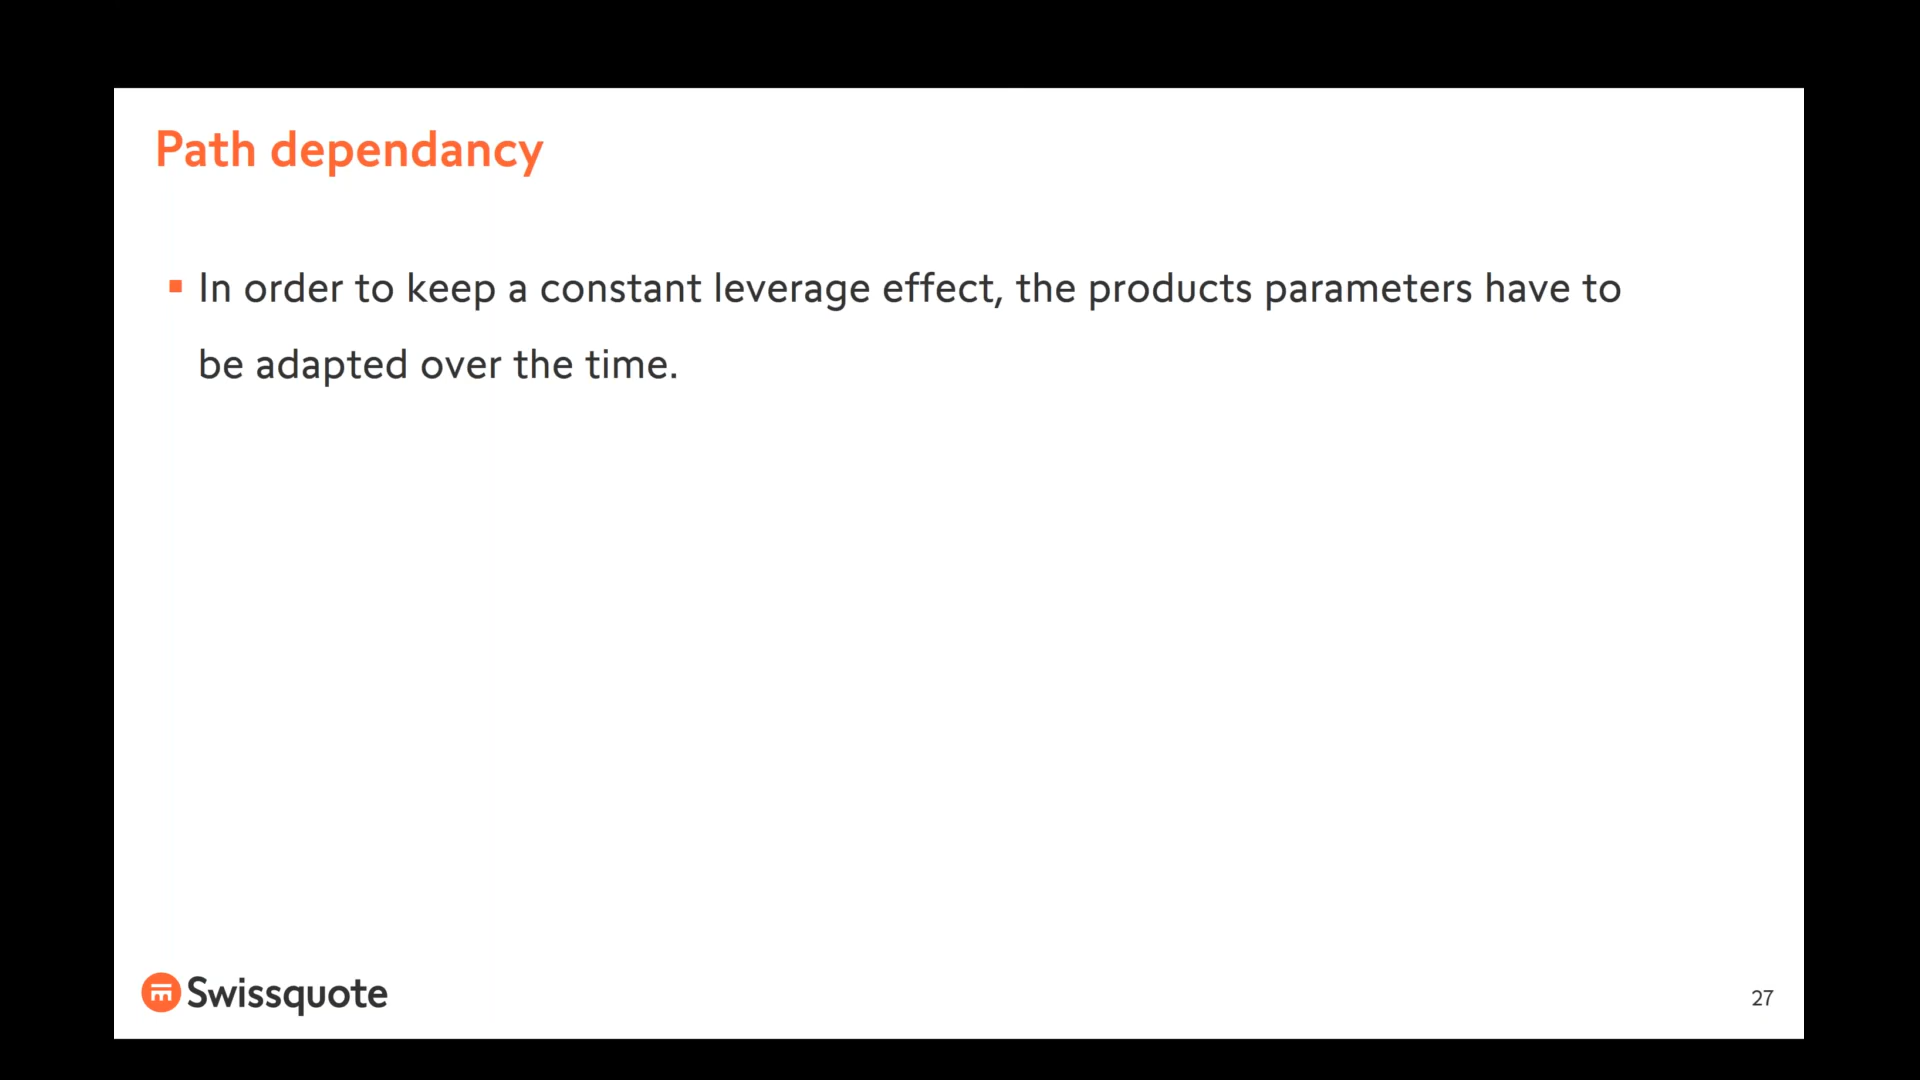 Path dependancy
▪ In order to keep a constant leverage effect, the products parameters have to
be adapted over the time.
Swissquote
27